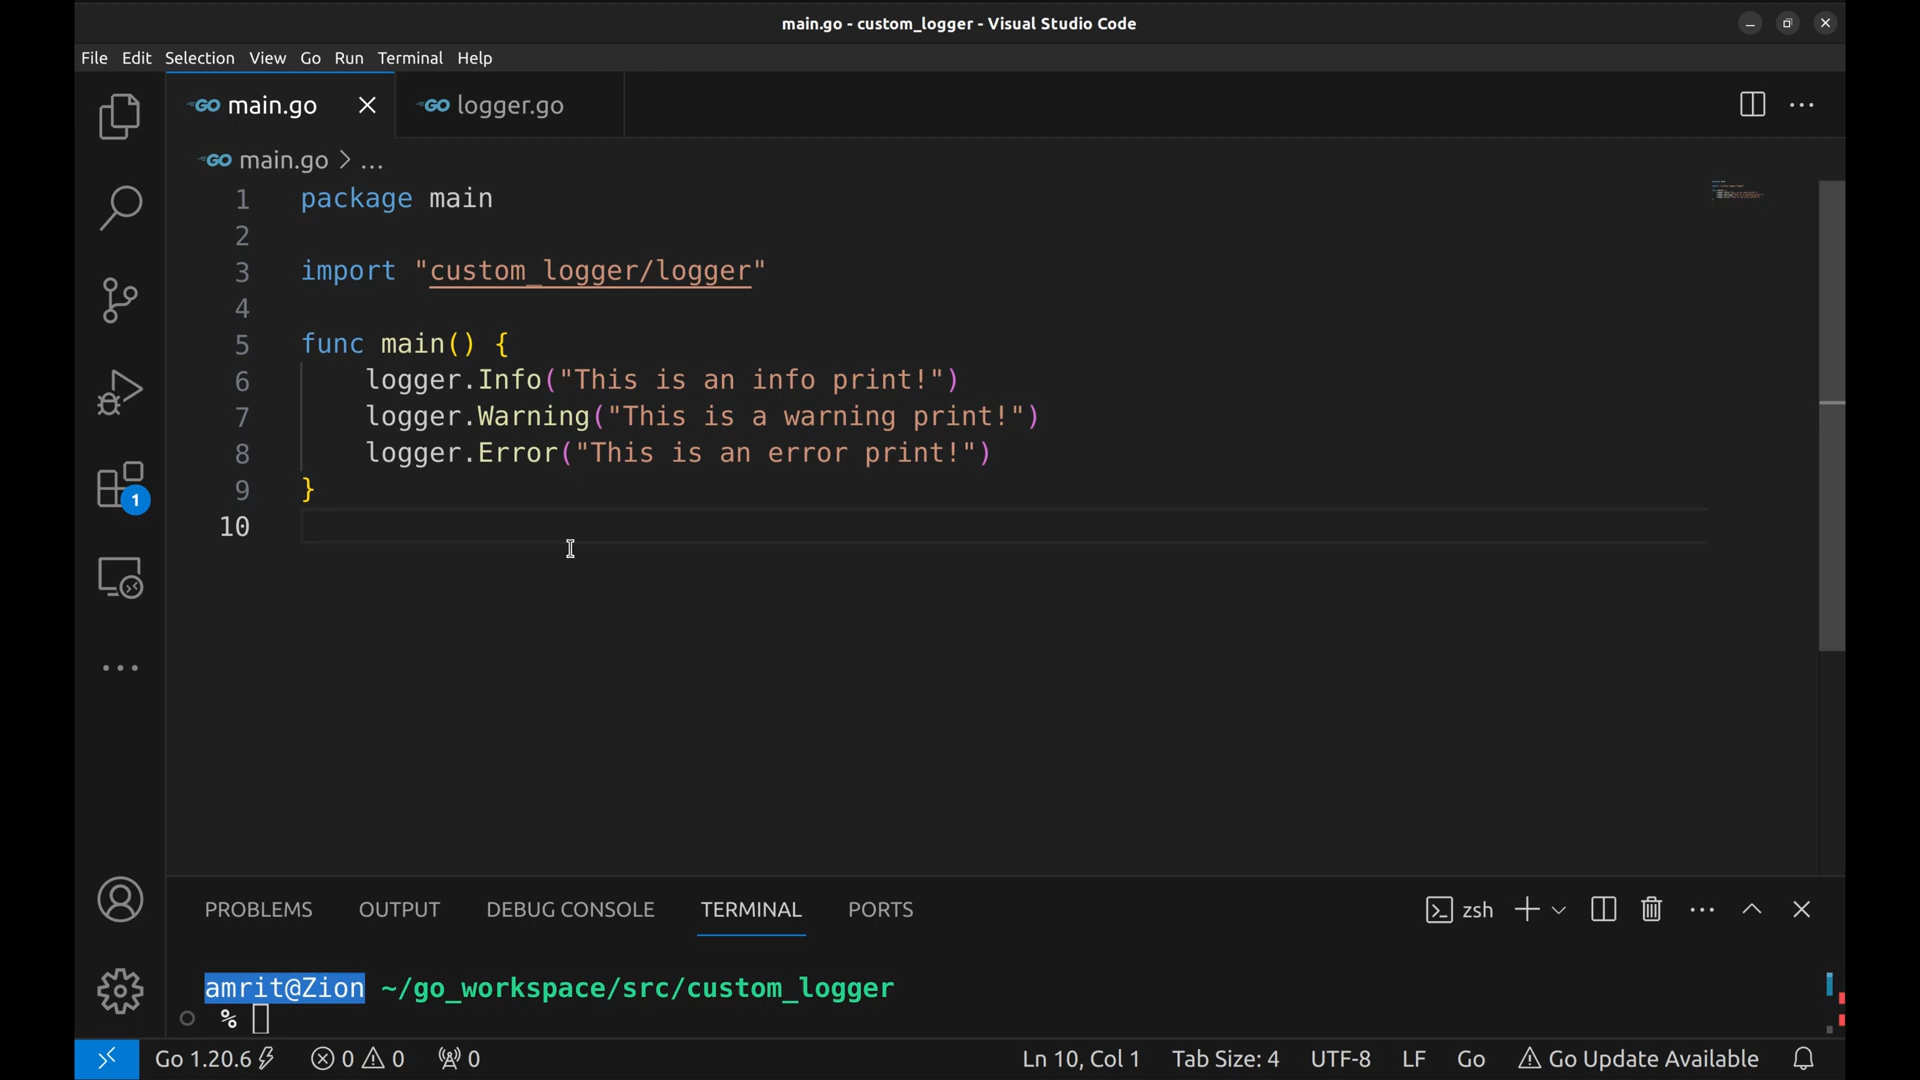 main.go - custom_logger - Visual Studio Code
File Edit Selection View Go Run Terminal Help
GO main.go GO logger.go
GO main.go > ...
1 package main
2
3 import "custom_logger/logger"
4
5 func main() {
6 logger.Info("This is an info print!")
7 logger.Warning("This is a warning print!")
8 logger.Error("This is an error print!")
9 }
10
1
PROBLEMS OUTPUT DEBUG CONSOLE TERMINAL PORTS zsh
amrit@Zion ~/go_workspace/src/custom_logger
%
Go 1.20.6 0 0 0 Ln 10, Col 1 Tab Size: 4 UTF-8 LF Go Go Update Available